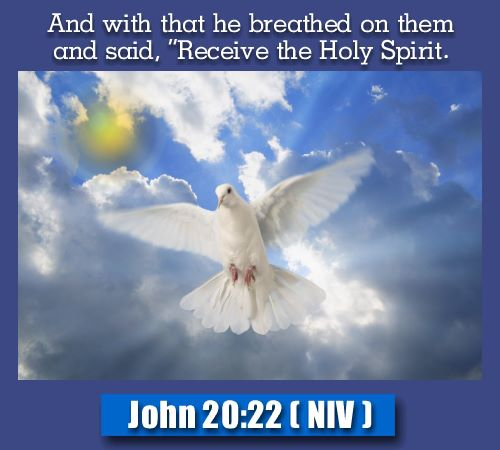 And with that he breathed on them
and said, "Receive the Holy Spirit.
John 20:22 ( NIV )